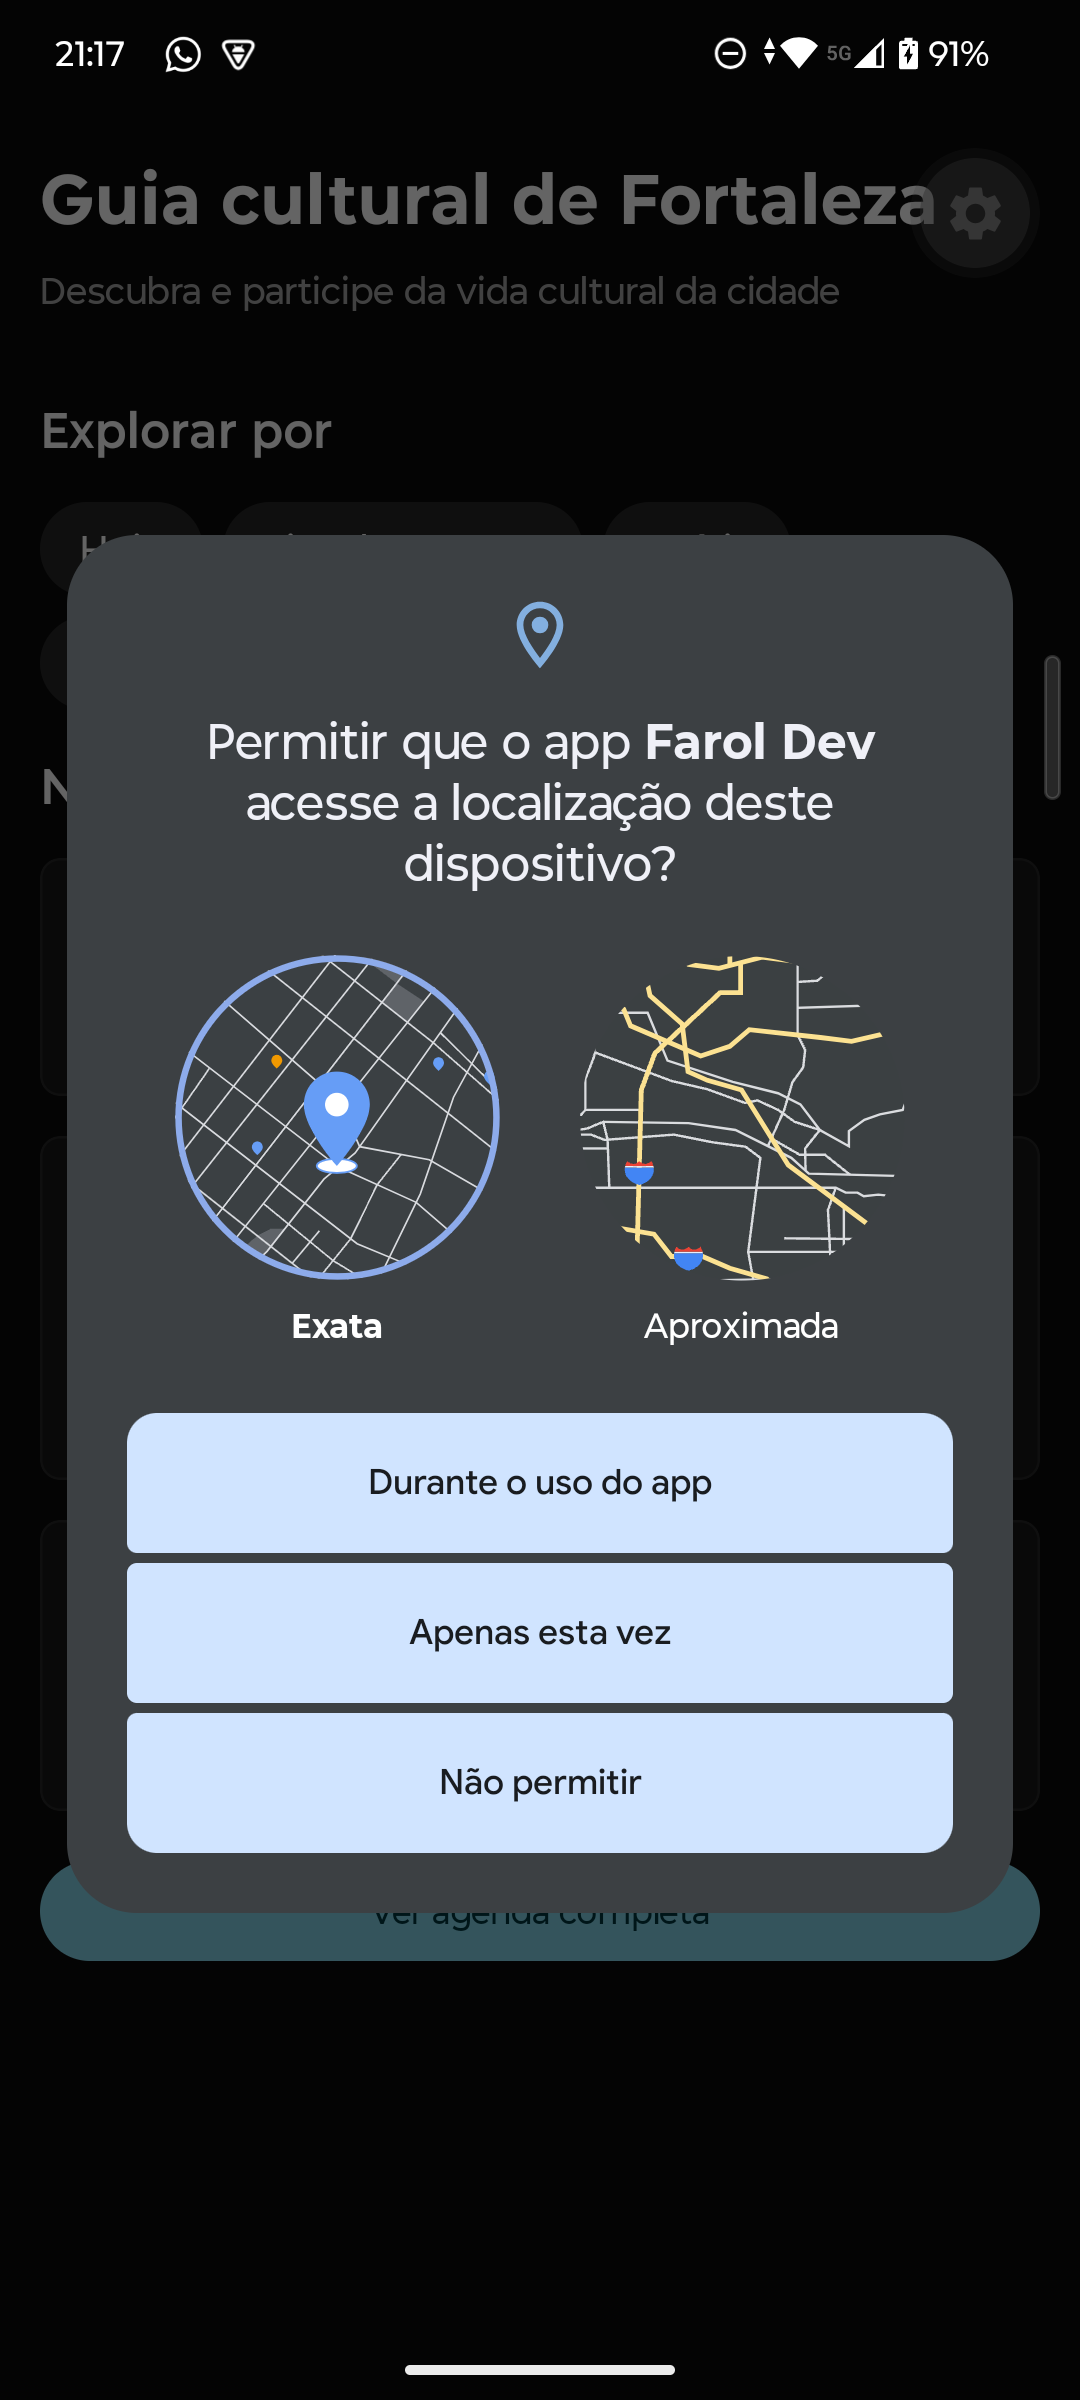 21:17
5G
91%
Guia cultural de Fortaleza
Descubra e participe da vida cultural da cidade
Explorar por
Permitir que o app Farol Dev
acesse a localização deste
dispositivo?
Exata
Aproximada
Durante o uso do app
Apenas esta vez
Não permitir
Ver agenda completa